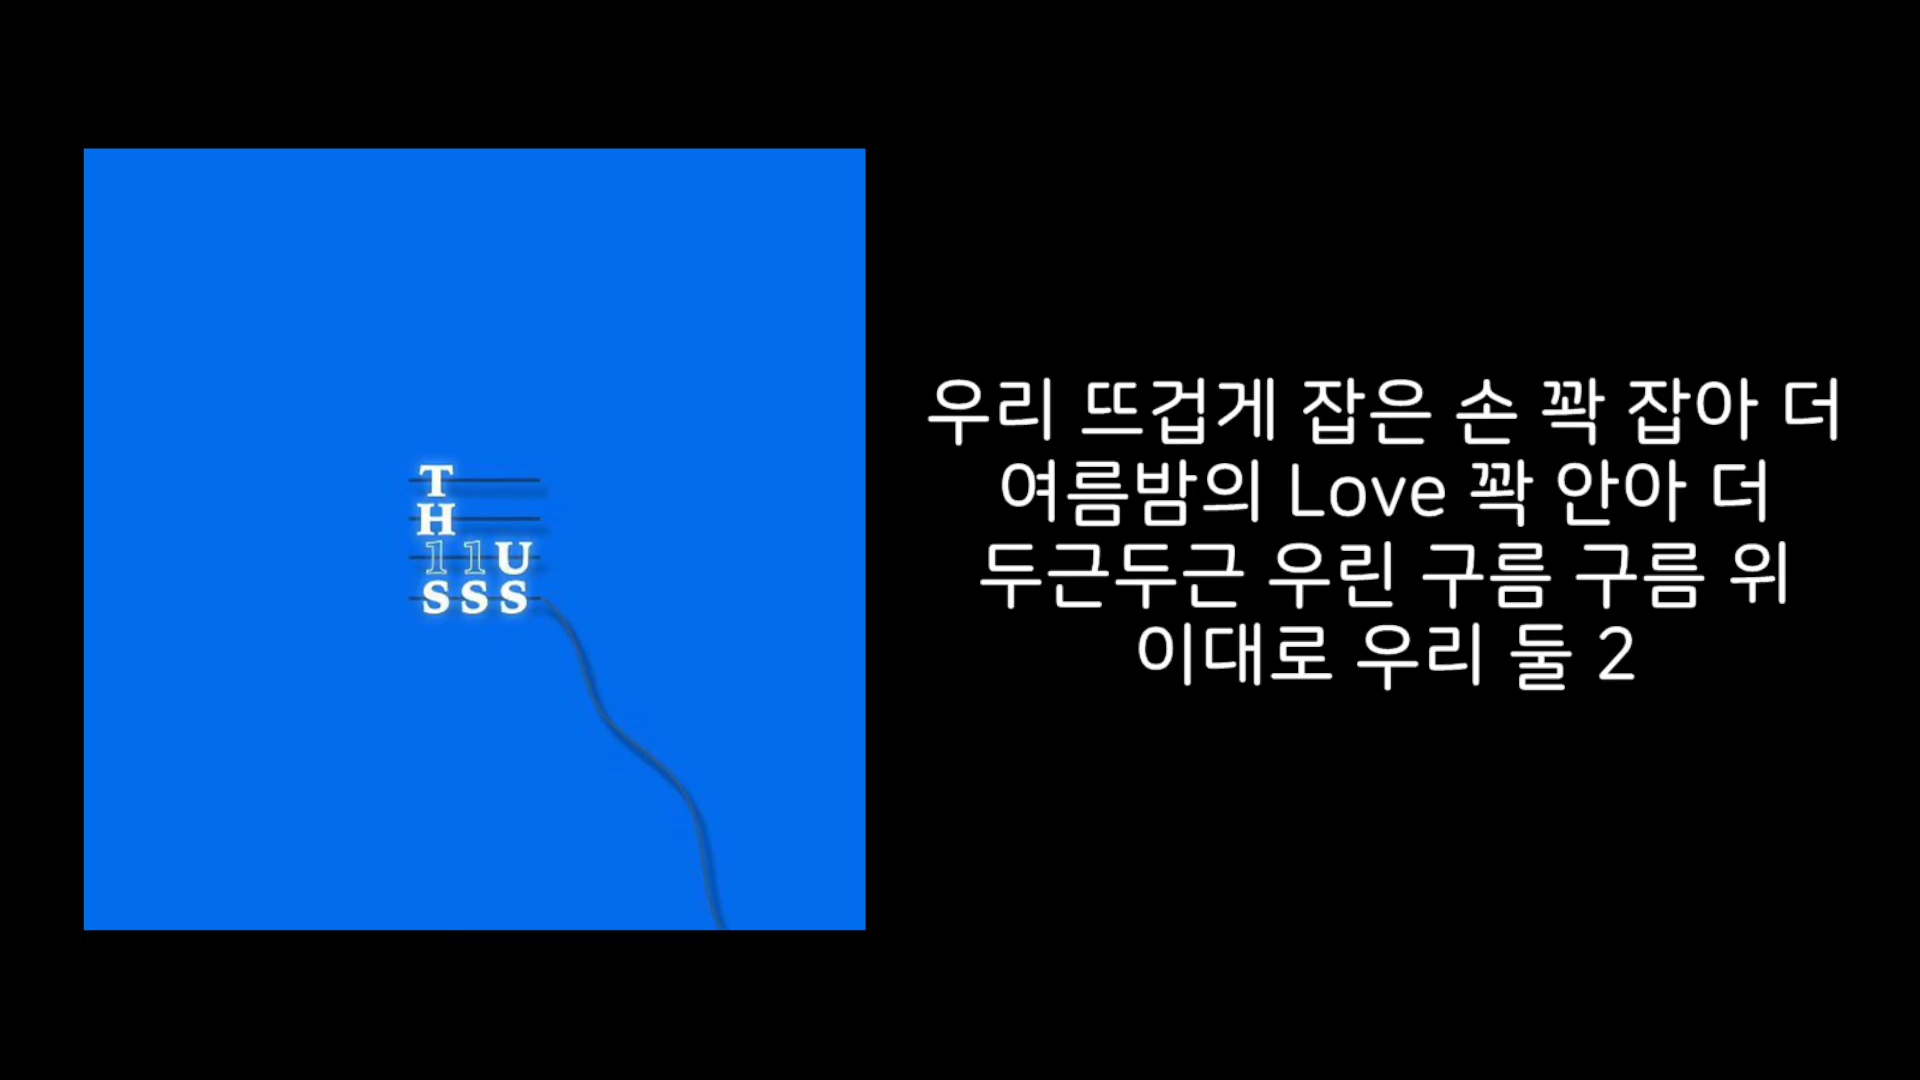 T
H
11U
SSS
우리 뜨겁게 잡은 손 꽉 잡아 더
여름밤의 Love 꽉 안아 더
두근두근 우린 구름 구름 위
이대로 우리 둘 2